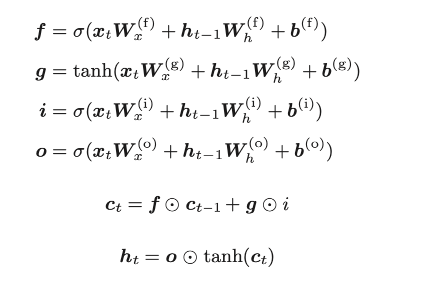 f = σ(x_t W_x^(f) + h_{t−1} W_h^(f) + b^(f))
g = tanh(x_t W_x^(g) + h_{t−1} W_h^(g) + b^(g))
i = σ(x_t W_x^(i) + h_{t−1} W_h^(i) + b^(i))
o = σ(x_t W_x^(o) + h_{t−1} W_h^(o) + b^(o))
c_t = f ⊙ c_{t−1} + g ⊙ i
h_t = o ⊙ tanh(c_t)